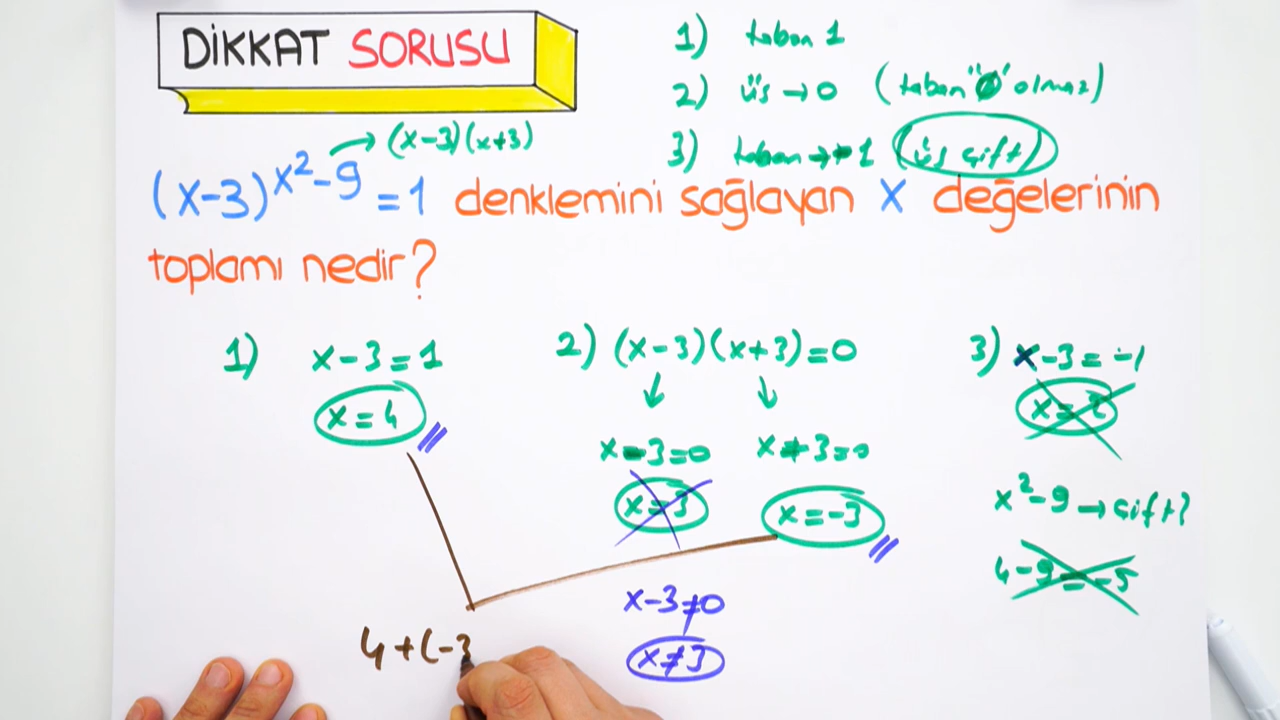 DİKKAT SORUSU
1) taban 1
2) üs → 0 (taban "0" olmaz)
3) taban → -1 (üs çift)
→ (x-3)(x+3)
(x-3)^{x²-9} = 1 denklemini sağlayan x değelerinin
toplamı nedir?
1) x-3=1
x=4
2) (x-3)(x+3)=0
↓ ↓
x-3=0 x+3=0
x=3 x=-3
x-3≠0
x≠3
3) x-3=-1
x=2
x²-9 → çift?
4-9=-5
4+(-3